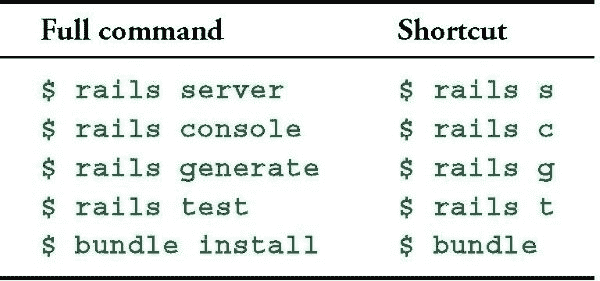 Full command Shortcut
$ rails server $ rails s
$ rails console $ rails c
$ rails generate $ rails g
$ rails test $ rails t
$ bundle install $ bundle